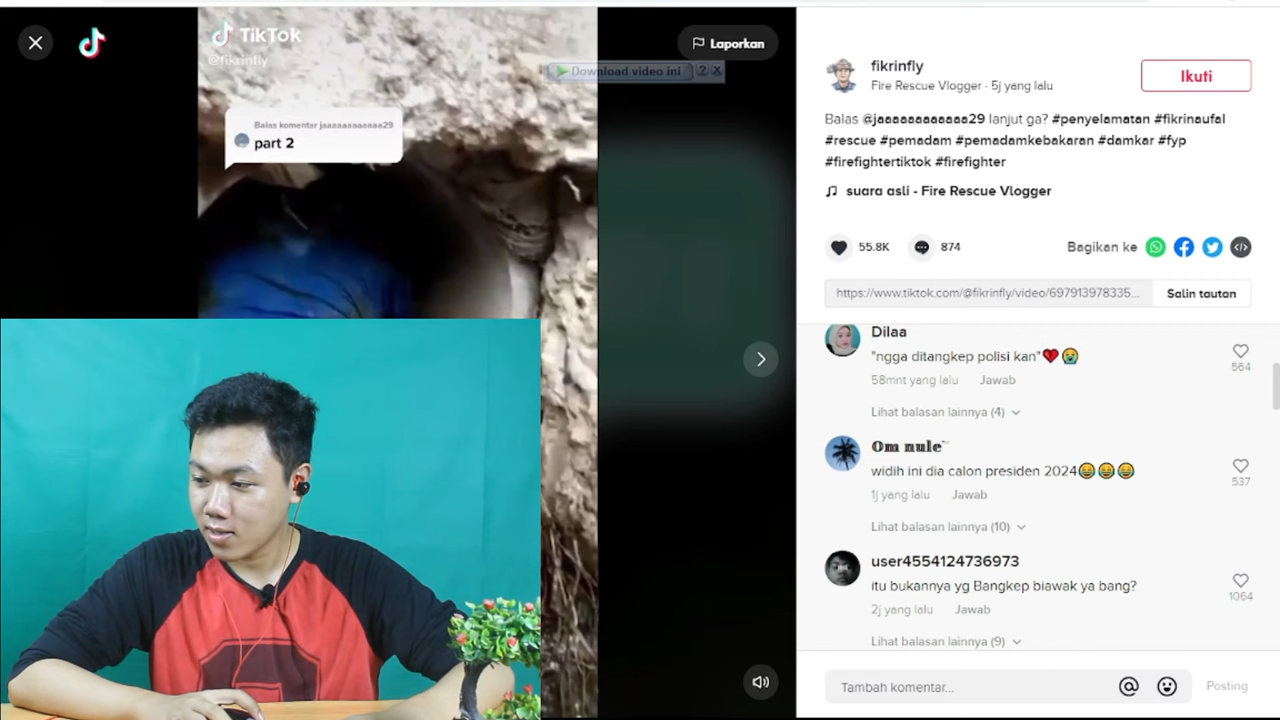 TikTok
@fikrinfly
Laporkan
Download video ini
?
X
Balas komentar jaaaaaaaaaaaa29
part 2
fikrinfly
Ikuti
Fire Rescue Vlogger · 5j yang lalu
Balas @jaaaaaaaaaaaa29 lanjut ga? #penyelamatan #fikrinaufal
#rescue #pemadam #pemadamkebakaran #damkar #fyp
#firefightertiktok #firefighter
♫ suara asli - Fire Rescue Vlogger
55.8K
874
Bagikan ke
https://www.tiktok.com/@fikrinfly/video/697913978335...
Salin tautan
Dilaa
"ngga ditangkep polisi kan"💔😭
564
58mnt yang lalu Jawab
Lihat balasan lainnya (4)
𝕆𝕞 𝕟𝕦𝕝𝕖
widih ini dia calon presiden 2024😂😂😂
537
1j yang lalu Jawab
Lihat balasan lainnya (10)
user4554124736973
itu bukannya yg Bangkep biawak ya bang?
1064
2j yang lalu Jawab
Lihat balasan lainnya (9)
Tambah komentar...
@
Posting